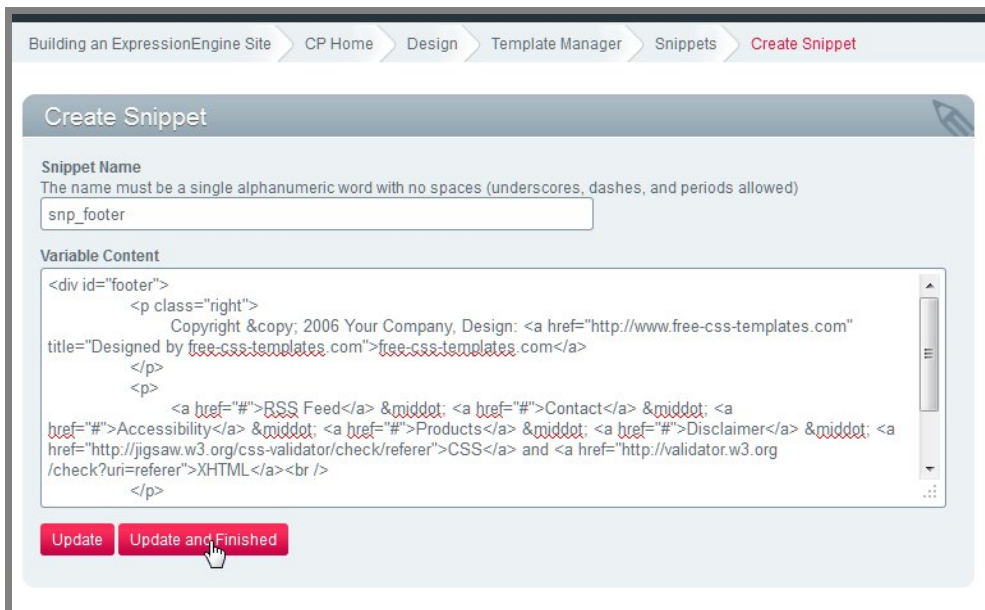 Building an ExpressionEngine Site CP Home Design Template Manager Snippets Create Snippet
Create Snippet
Snippet Name
The name must be a single alphanumeric word with no spaces (underscores, dashes, and periods allowed)
snp_footer
Variable Content
<div id="footer">
<p class="right">
Copyright &copy; 2006 Your Company, Design: <a href="http://www.free-css-templates.com"
title="Designed by free-css-templates.com">free-css-templates.com</a>
</p>
<p>
<a href="#">RSS Feed</a> &middot; <a href="#">Contact</a> &middot; <a
href="#">Accessibility</a> &middot; <a href="#">Products</a> &middot; <a href="#">Disclaimer</a> &middot; <a
href="http://jigsaw.w3.org/css-validator/check/referer">CSS</a> and <a href="http://validator.w3.org
/check?uri=referer">XHTML</a><br />
</p>
Update Update and Finished